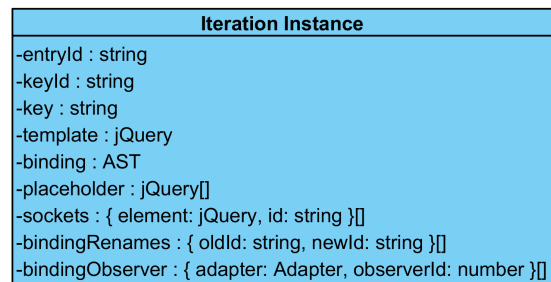 Iteration Instance
-entryId : string
-keyId : string
-key : string
-template : jQuery
-binding : AST
-placeholder : jQuery[]
-sockets : { element: jQuery, id: string }[]
-bindingRenames : { oldId: string, newId: string }[]
-bindingObserver : { adapter: Adapter, observerId: number }[]